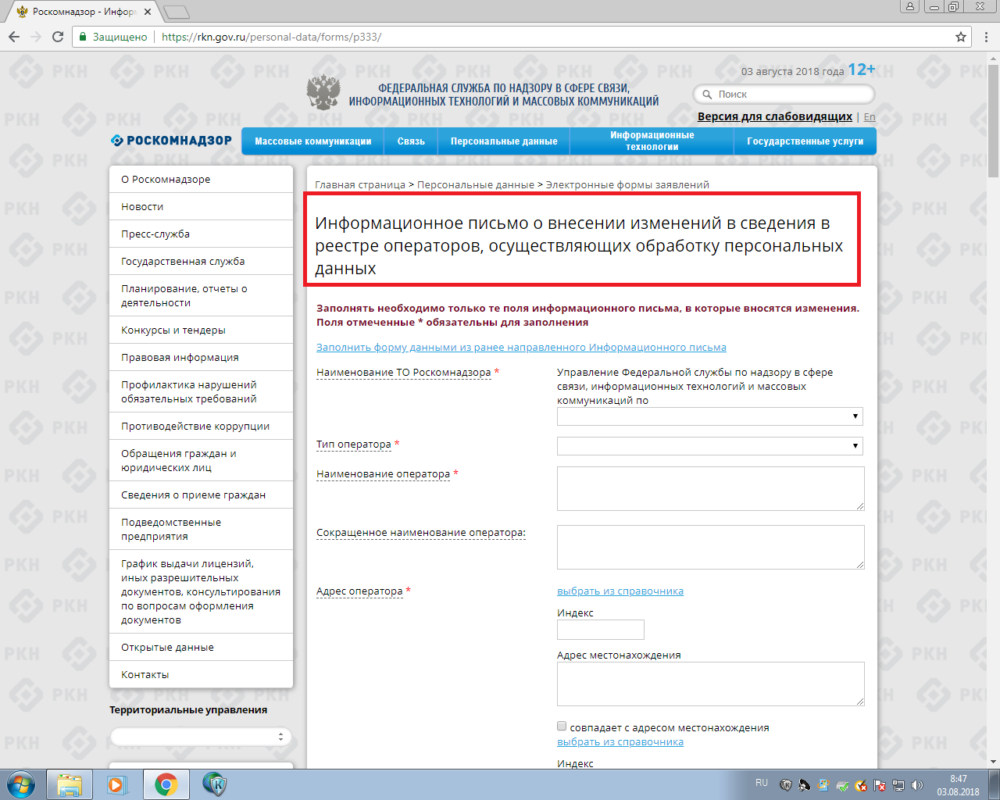 Роскомнадзор - Инфор
Защищено
https://rkn.gov.ru/personal-data/forms/p333/
03 августа 2018 года 12+
ФЕДЕРАЛЬНАЯ СЛУЖБА ПО НАДЗОРУ В СФЕРЕ СВЯЗИ,
ИНФОРМАЦИОННЫХ ТЕХНОЛОГИЙ И МАССОВЫХ КОММУНИКАЦИЙ
Поиск
Версия для слабовидящих | En
РОСКОМНАДЗОР
Массовые коммуникации
Связь
Персональные данные
Информационные
технологии
Государственные услуги
О Роскомнадзоре
Новости
Пресс-служба
Государственная служба
Планирование, отчеты о
деятельности
Конкурсы и тендеры
Правовая информация
Профилактика нарушений
обязательных требований
Противодействие коррупции
Обращения граждан и
юридических лиц
Сведения о приеме граждан
Подведомственные
предприятия
График выдачи лицензий,
иных разрешительных
документов, консультирования
по вопросам оформления
документов
Открытые данные
Контакты
Территориальные управления
Главная страница > Персональные данные > Электронные формы заявлений
Информационное письмо о внесении изменений в сведения в
реестре операторов, осуществляющих обработку персональных
данных
Заполнять необходимо только те поля информационного письма, в которые вносятся изменения.
Поля отмеченные * обязательны для заполнения
Заполнить форму данными из ранее направленного Информационного письма
Наименование ТО Роскомнадзора *
Управление Федеральной службы по надзору в сфере
связи, информационных технологий и массовых
коммуникаций по
Тип оператора *
Наименование оператора *
Сокращенное наименование оператора:
Адрес оператора *
выбрать из справочника
Индекс
Адрес местонахождения
совпадает с адресом местонахождения
выбрать из справочника
Индекс
РКН
RU
8:47
03.08.2018